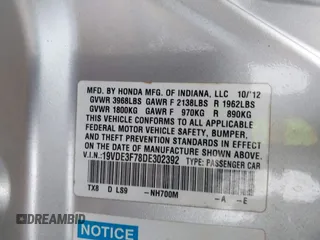 MFD. BY HONDA MFG. OF INDIANA, LLC 10/'12
GVWR 3968LBS GAWR F 2138LBS R 1962LBS
GVWR 1800KG GAWR F 970KG R 890KG
THIS VEHICLE CONFORMS TO ALL APPLICABLE
FEDERAL MOTOR VEHICLE SAFETY, BUMPER,
AND THEFT PREVENTION STANDARDS IN EFFECT
ON THE DATE OF MANUFACTURE SHOWN ABOVE.
V.I.N.:19VDE3F78DE302392 TYPE: PASSENGER CAR
TX8 D LS9 -NH700M -A -E
NOTICE
DREAMBID